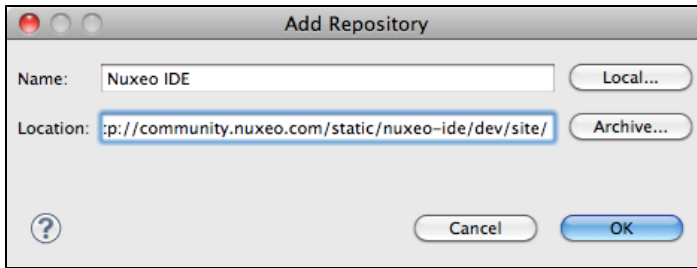 Add Repository
Name: Nuxeo IDE Local...
Location: :p://community.nuxeo.com/static/nuxeo-ide/dev/site/ Archive...
? Cancel OK